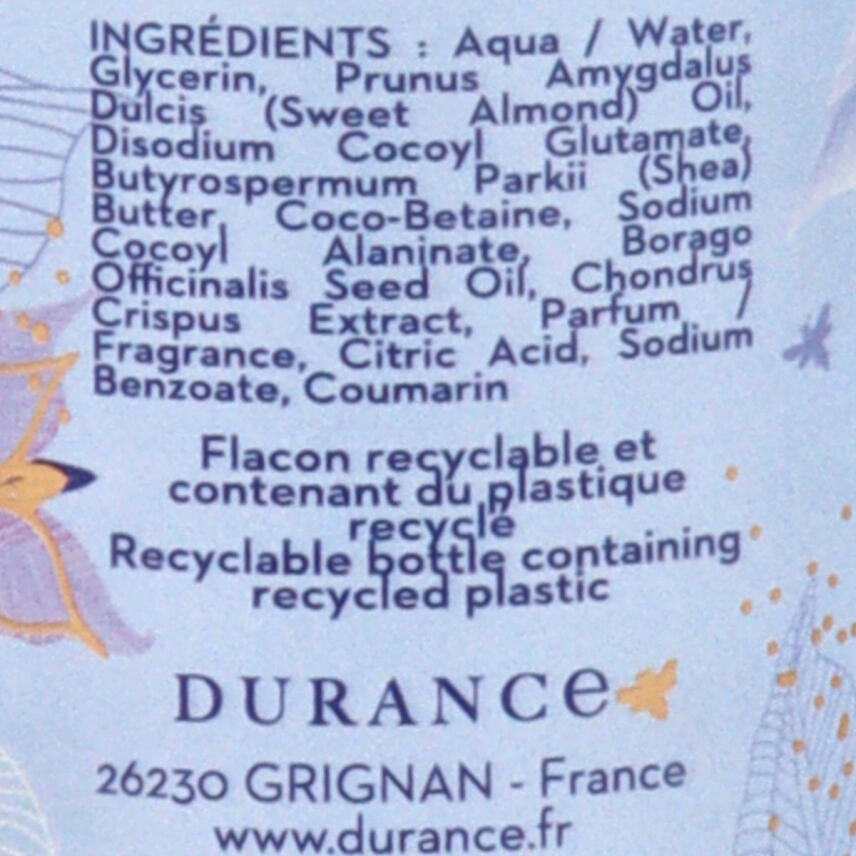 INGRÉDIENTS : Aqua / Water,
Glycerin, Prunus Amygdalus
Dulcis (Sweet Almond) Oil,
Disodium Cocoyl Glutamate,
Butyrospermum Parkii (Shea)
Butter, Coco-Betaine, Sodium
Cocoyl Alaninate, Borago
Officinalis Seed Oil, Chondrus
Crispus Extract, Parfum /
Fragrance, Citric Acid, Sodium
Benzoate, Coumarin
Flacon recyclable et
contenant du plastique
recyclé
Recyclable bottle containing
recycled plastic
DURANCe
26230 GRIGNAN - France
www.durance.fr